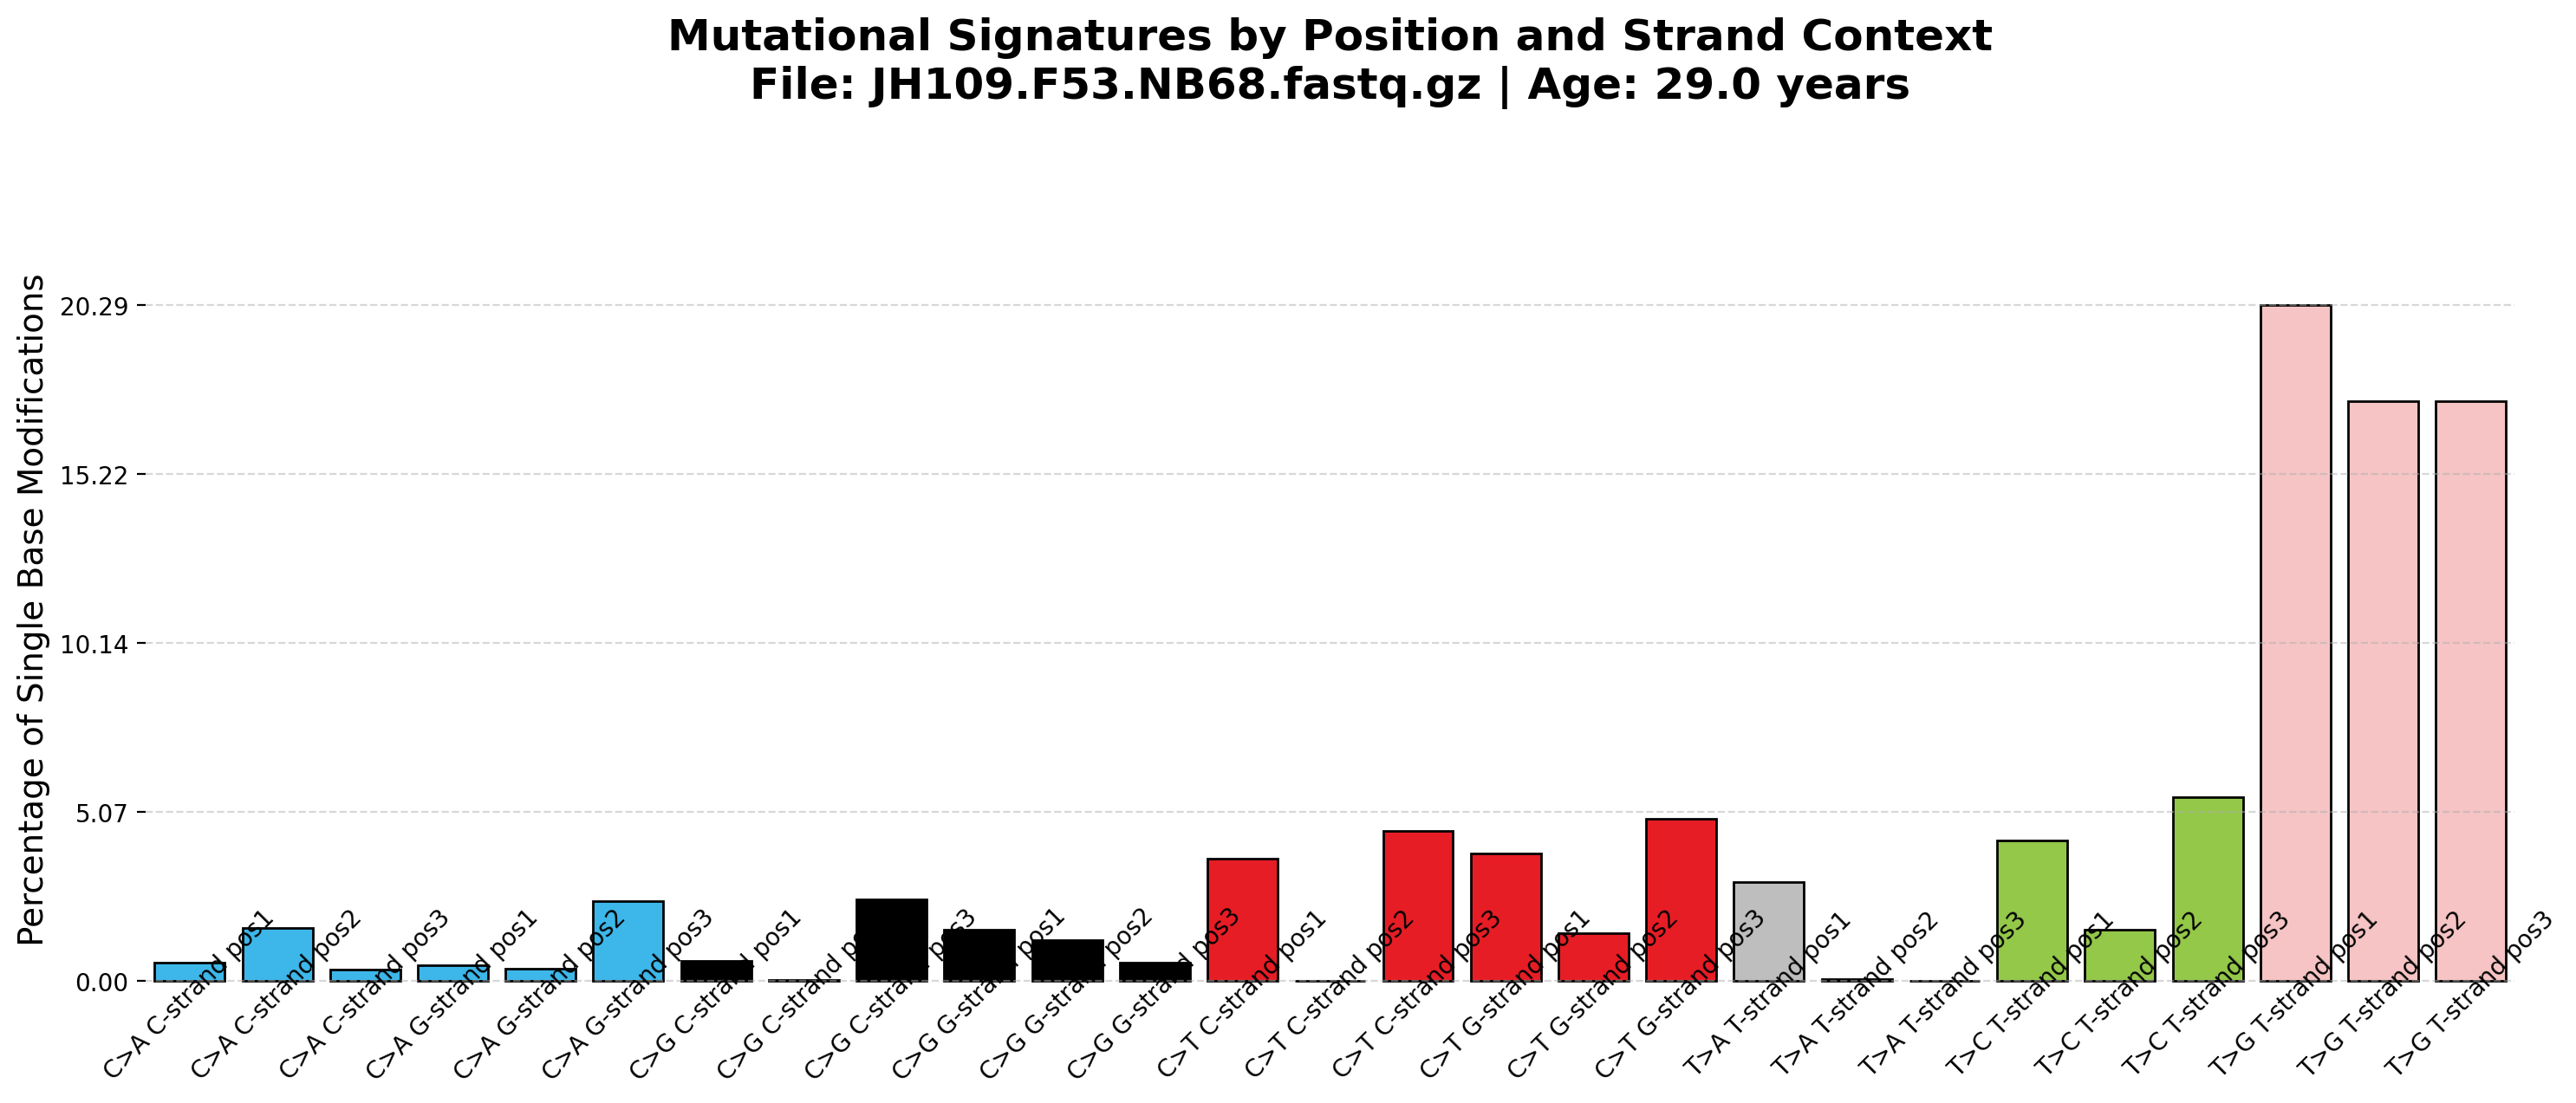 Mutational Signatures by Position and Strand Context
File: JH109.F53.NB68.fastq.gz | Age: 29.0 years
Percentage of Single Base Modifications
20.29
15.22
10.14
5.07
0.00
C>A C-strand pos1
C>A C-strand pos2
C>A C-strand pos3
C>A G-strand pos1
C>A G-strand pos2
C>A G-strand pos3
C>G C-strand pos1
C>G C-strand pos2
C>G C-strand pos3
C>G G-strand pos1
C>G G-strand pos2
C>G G-strand pos3
C>T C-strand pos1
C>T C-strand pos2
C>T C-strand pos3
C>T G-strand pos1
C>T G-strand pos2
C>T G-strand pos3
T>A T-strand pos1
T>A T-strand pos2
T>A T-strand pos3
T>C T-strand pos1
T>C T-strand pos2
T>C T-strand pos3
T>G T-strand pos1
T>G T-strand pos2
T>G T-strand pos3